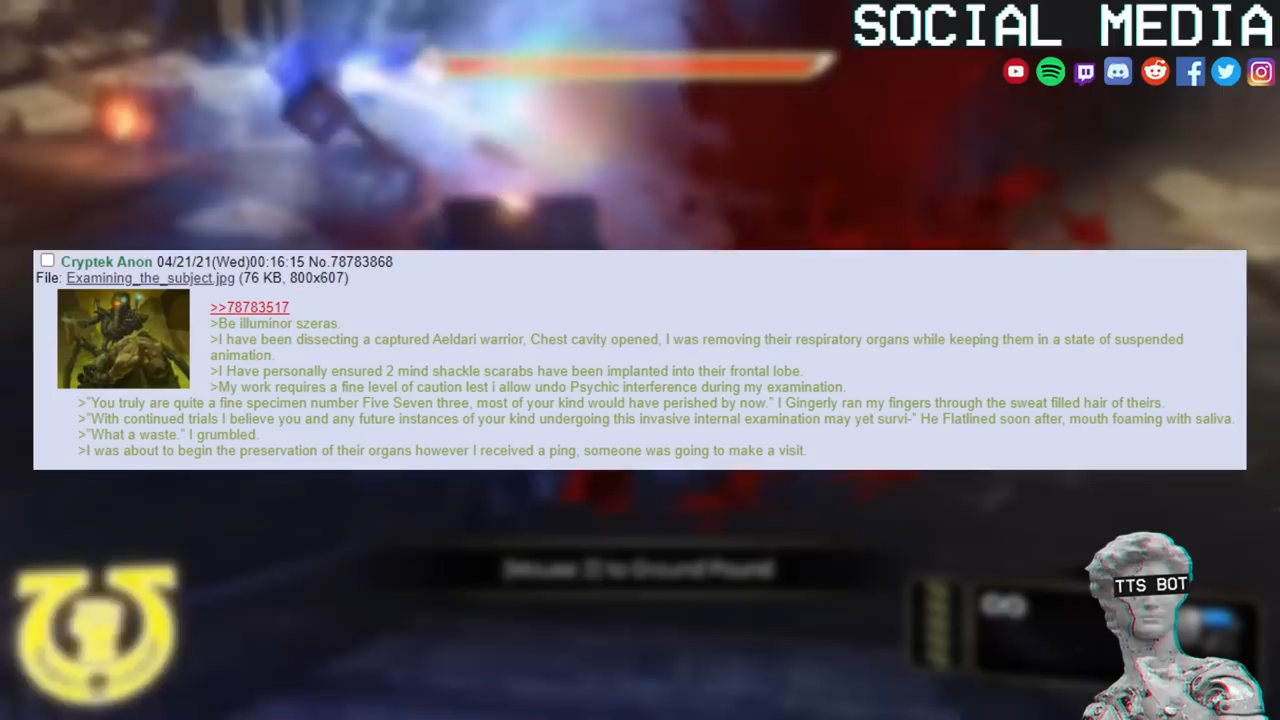 SOCIAL MEDIA
Cryptek Anon 04/21/21(Wed)00:16:15 No.78783868
File: Examining_the_subject.jpg (76 KB, 800x607)
>>78783517
>Be illuminor szeras.
>I have been dissecting a captured Aeldari warrior, Chest cavity opened, I was removing their respiratory organs while keeping them in a state of suspended
animation.
>I Have personally ensured 2 mind shackle scarabs have been implanted into their frontal lobe.
>My work requires a fine level of caution lest i allow undo Psychic interference during my examination.
>"You truly are quite a fine specimen number Five Seven three, most of your kind would have perished by now." I Gingerly ran my fingers through the sweat filled hair of theirs.
>"With continued trials I believe you and any future instances of your kind undergoing this invasive internal examination may yet survi-" He Flatlined soon after, mouth foaming with saliva.
>"What a waste." I grumbled.
>I was about to begin the preservation of their organs however I received a ping, someone was going to make a visit.
[Mouse 2] to Ground Pound
TTS BOT